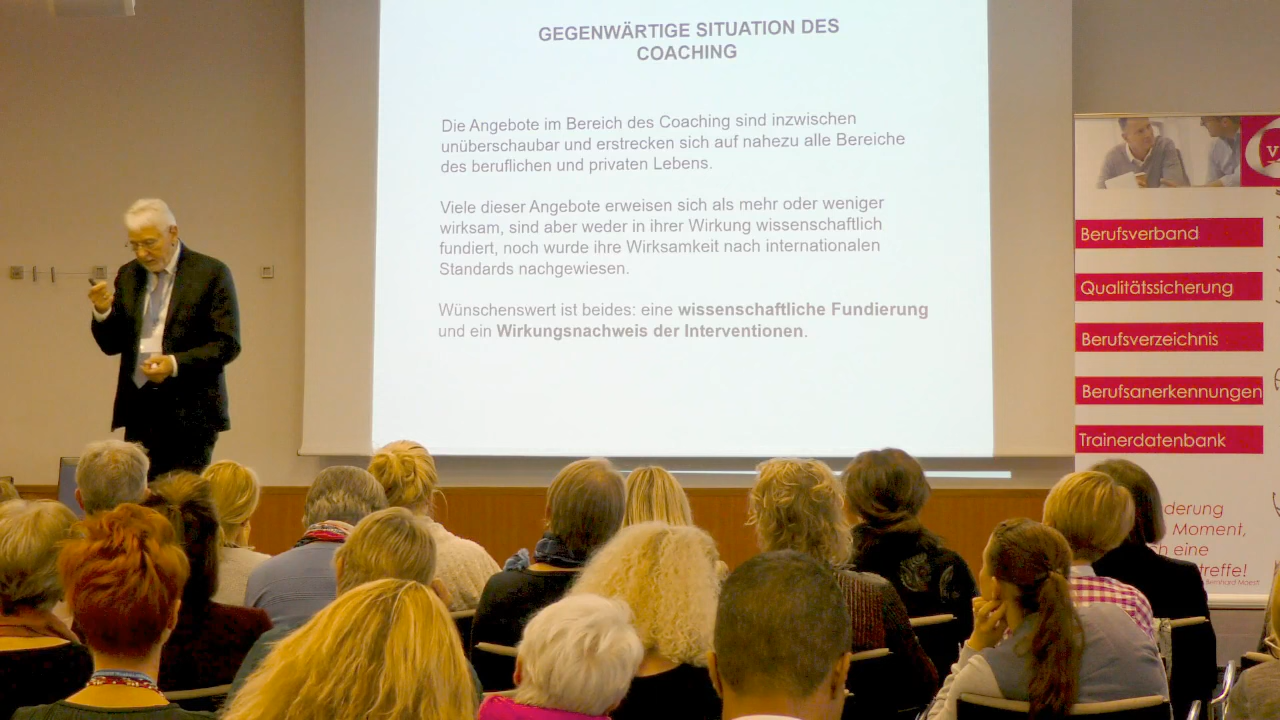 GEGENWÄRTIGE SITUATION DES
COACHING
Die Angebote im Bereich des Coaching sind inzwischen
unüberschaubar und erstrecken sich auf nahezu alle Bereiche
des beruflichen und privaten Lebens.
Viele dieser Angebote erweisen sich als mehr oder weniger
wirksam, sind aber weder in ihrer Wirkung wissenschaftlich
fundiert, noch wurde ihre Wirksamkeit nach internationalen
Standards nachgewiesen.
Wünschenswert ist beides: eine wissenschaftliche Fundierung
und ein Wirkungsnachweis der Interventionen.
Berufsverband
Qualitätssicherung
Berufsverzeichnis
Berufsanerkennungen
Trainerdatenbank
derung
Moment,
eine
treffe!